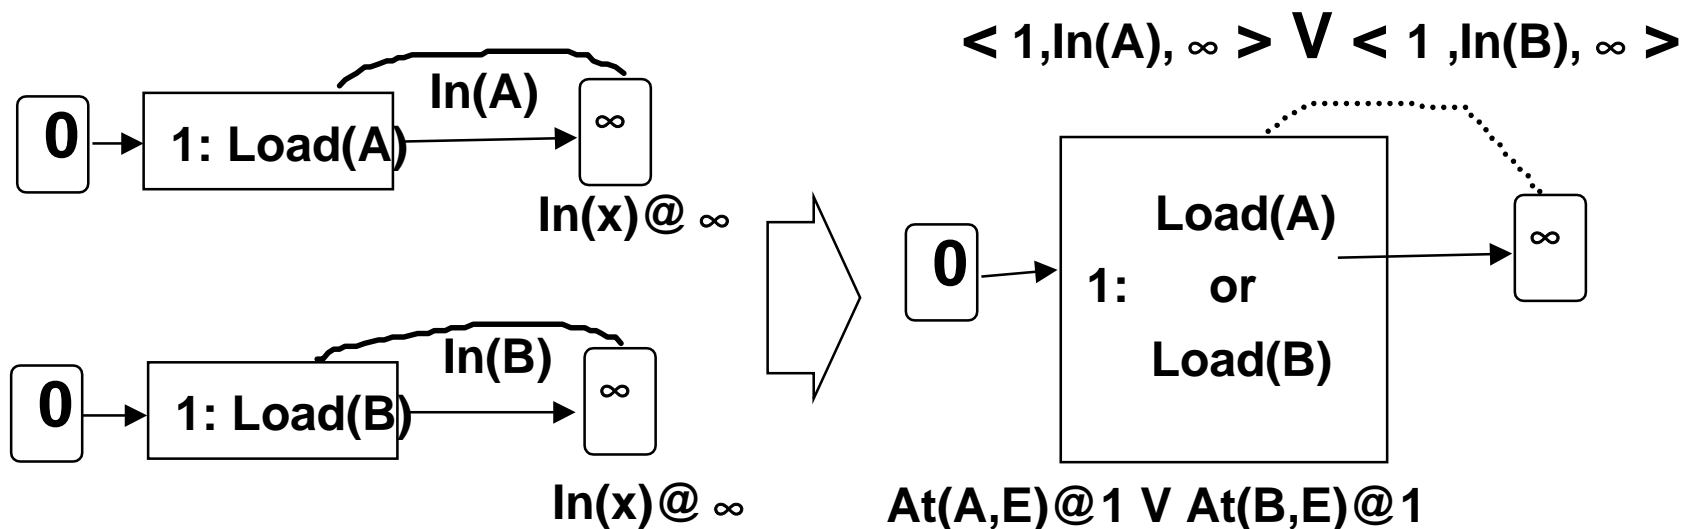 0
1: Load(A)
In(A)
∞
In(x)@ ∞
0
1: Load(B)
In(B)
∞
In(x)@ ∞
< 1,In(A), ∞ > V < 1 ,In(B), ∞ >
0
Load(A)
1: or
Load(B)
∞
At(A,E)@1 V At(B,E)@1